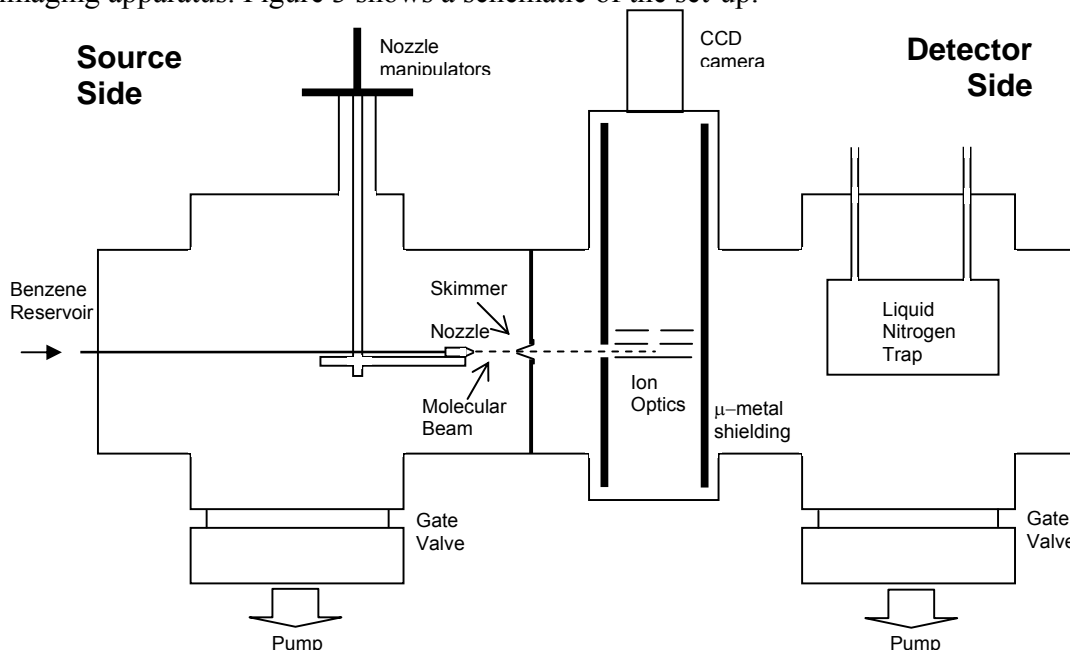 imaging apparatus. Figure 3 shows a schematic of the set-up.
Source
Side
Nozzle
manipulators
CCD
camera
Detector
Side
Benzene
Reservoir
Skimmer
Nozzle
Molecular
Beam
Ion
Optics
μ−metal
shielding
Liquid
Nitrogen
Trap
Gate
Valve
Gate
Valve
Pump
Pump